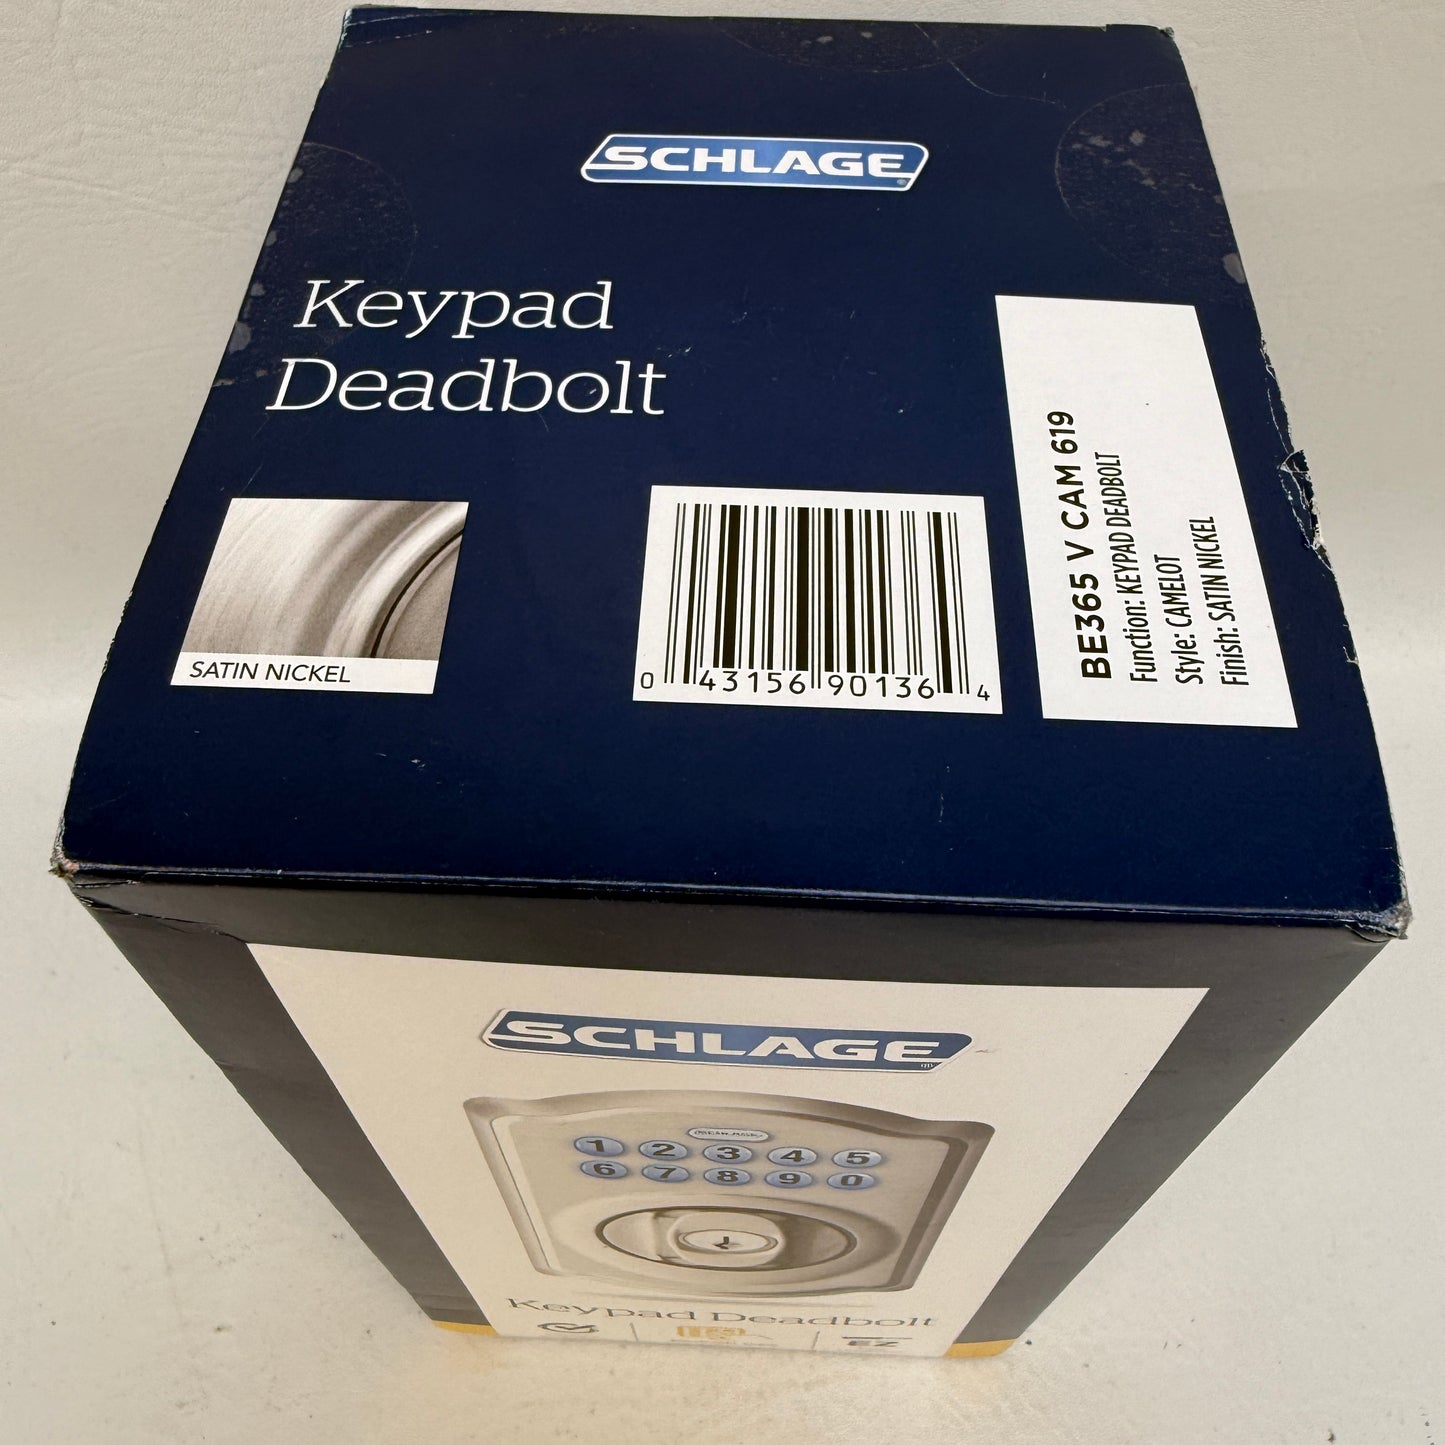 SCHLAGE
Keypad
Deadbolt
SATIN NICKEL
0 43156 90136 4
BE365 V CAM 619
Function: KEYPAD DEADBOLT
Style: CAMELOT
Finish: SATIN NICKEL
SCHLAGE
SCHLAGE
1 2 3 4 5
6 7 8 9 0
Keypad Deadbolt
EZ